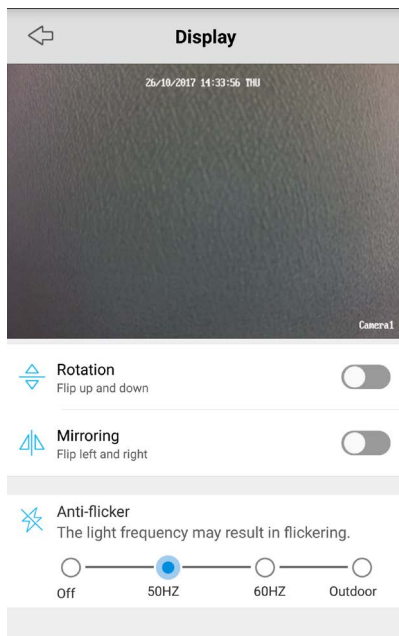 Display
26/10/2017 14:33:56 THU
Camera1
Rotation
Flip up and down
Mirroring
Flip left and right
Anti-flicker
The light frequency may result in flickering.
Off 50HZ 60HZ Outdoor